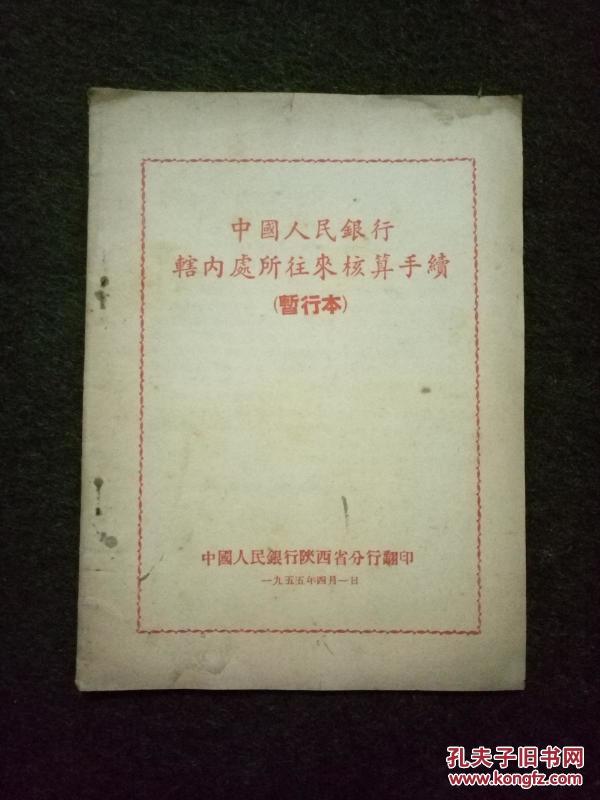 中國人民銀行
轄內處所往來核算手續
(暫行本)
中國人民銀行陝西省分行翻印
一九五五年四月一日
孔夫子旧书网
www.kongfz.com